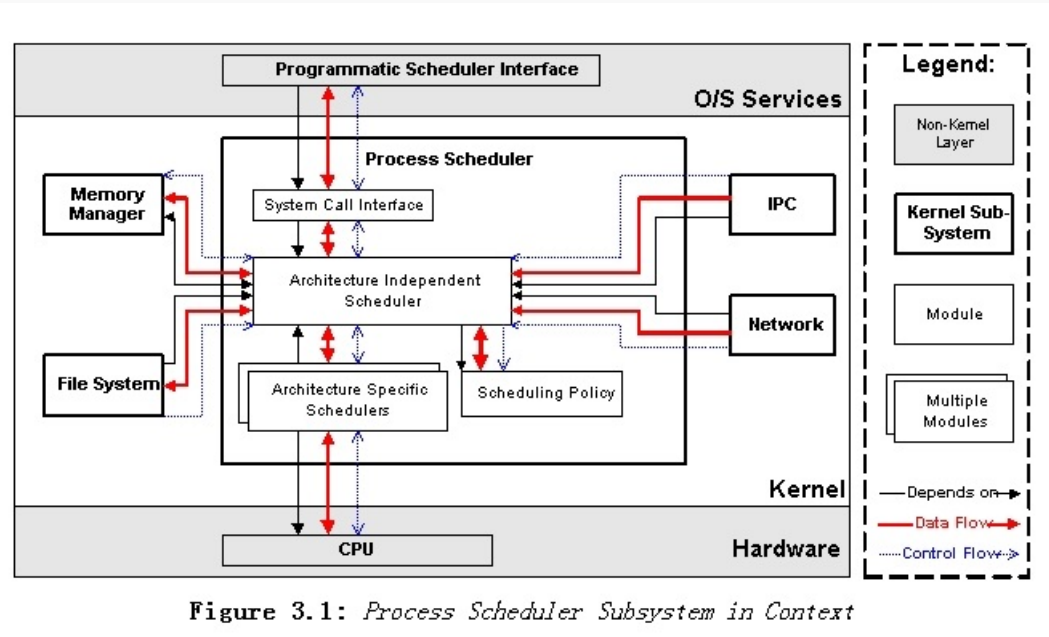 Programmatic Scheduler Interface
O/S Services
Process Scheduler
Memory
Manager
System Call Interface
IPC
Architecture Independent
Scheduler
Network
File System
Architecture Specific
Schedulers
Scheduling Policy
Kernel
CPU
Hardware
Legend:
Non-Kernel
Layer
Kernel Sub-
System
Module
Multiple
Modules
Depends on
Data Flow
Control Flow
Figure 3.1: Process Scheduler Subsystem in Context